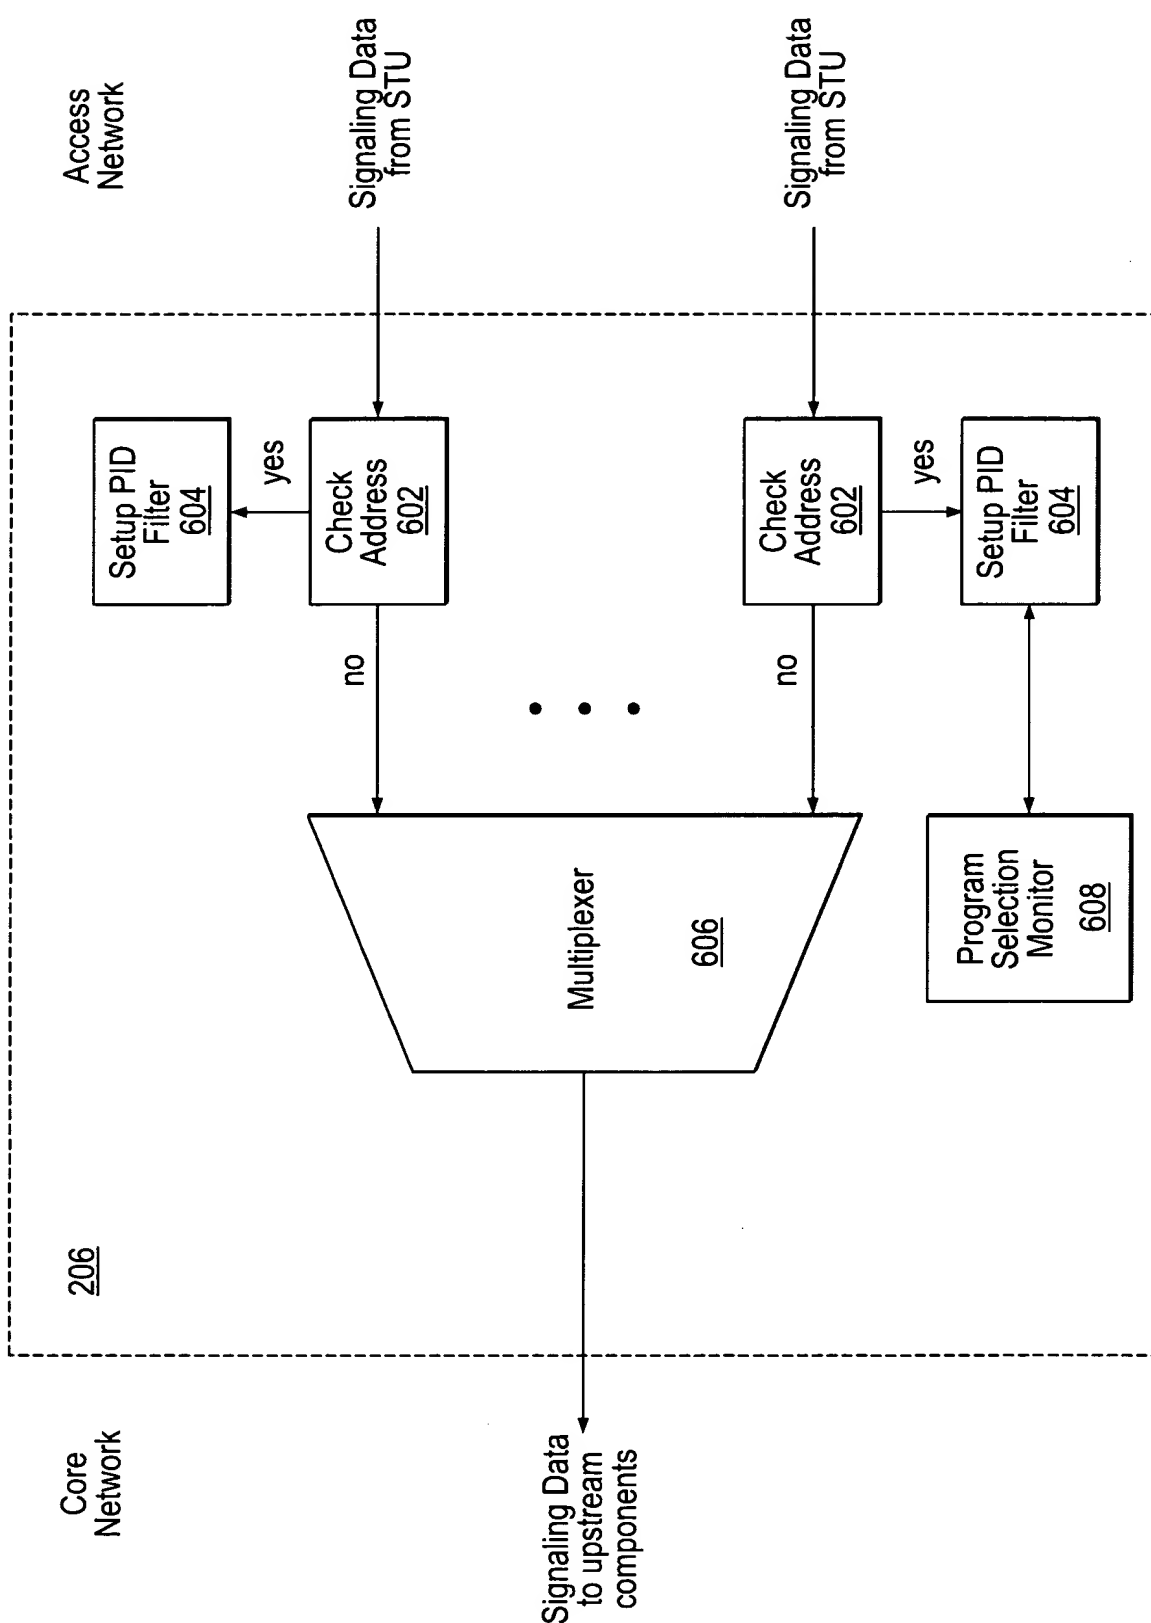 Core
Network
Access
Network
206
Setup PID
Filter
604
yes
Check
Address
602
no
Signaling Data
from STU
Multiplexer
606
Signaling Data
to upstream
components
no
Check
Address
602
Signaling Data
from STU
yes
Program
Selection
Monitor
608
Setup PID
Filter
604